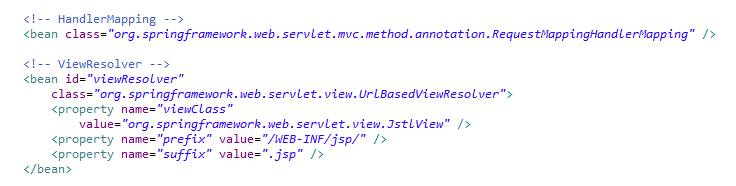 <!-- HandlerMapping -->
<bean class="org.springframework.web.servlet.mvc.method.annotation.RequestMappingHandlerMapping" />
<!-- ViewResolver -->
<bean id="viewResolver"
class="org.springframework.web.servlet.view.UrlBasedViewResolver">
<property name="viewClass"
value="org.springframework.web.servlet.view.JstlView" />
<property name="prefix" value="/WEB-INF/jsp/" />
<property name="suffix" value=".jsp" />
</bean>